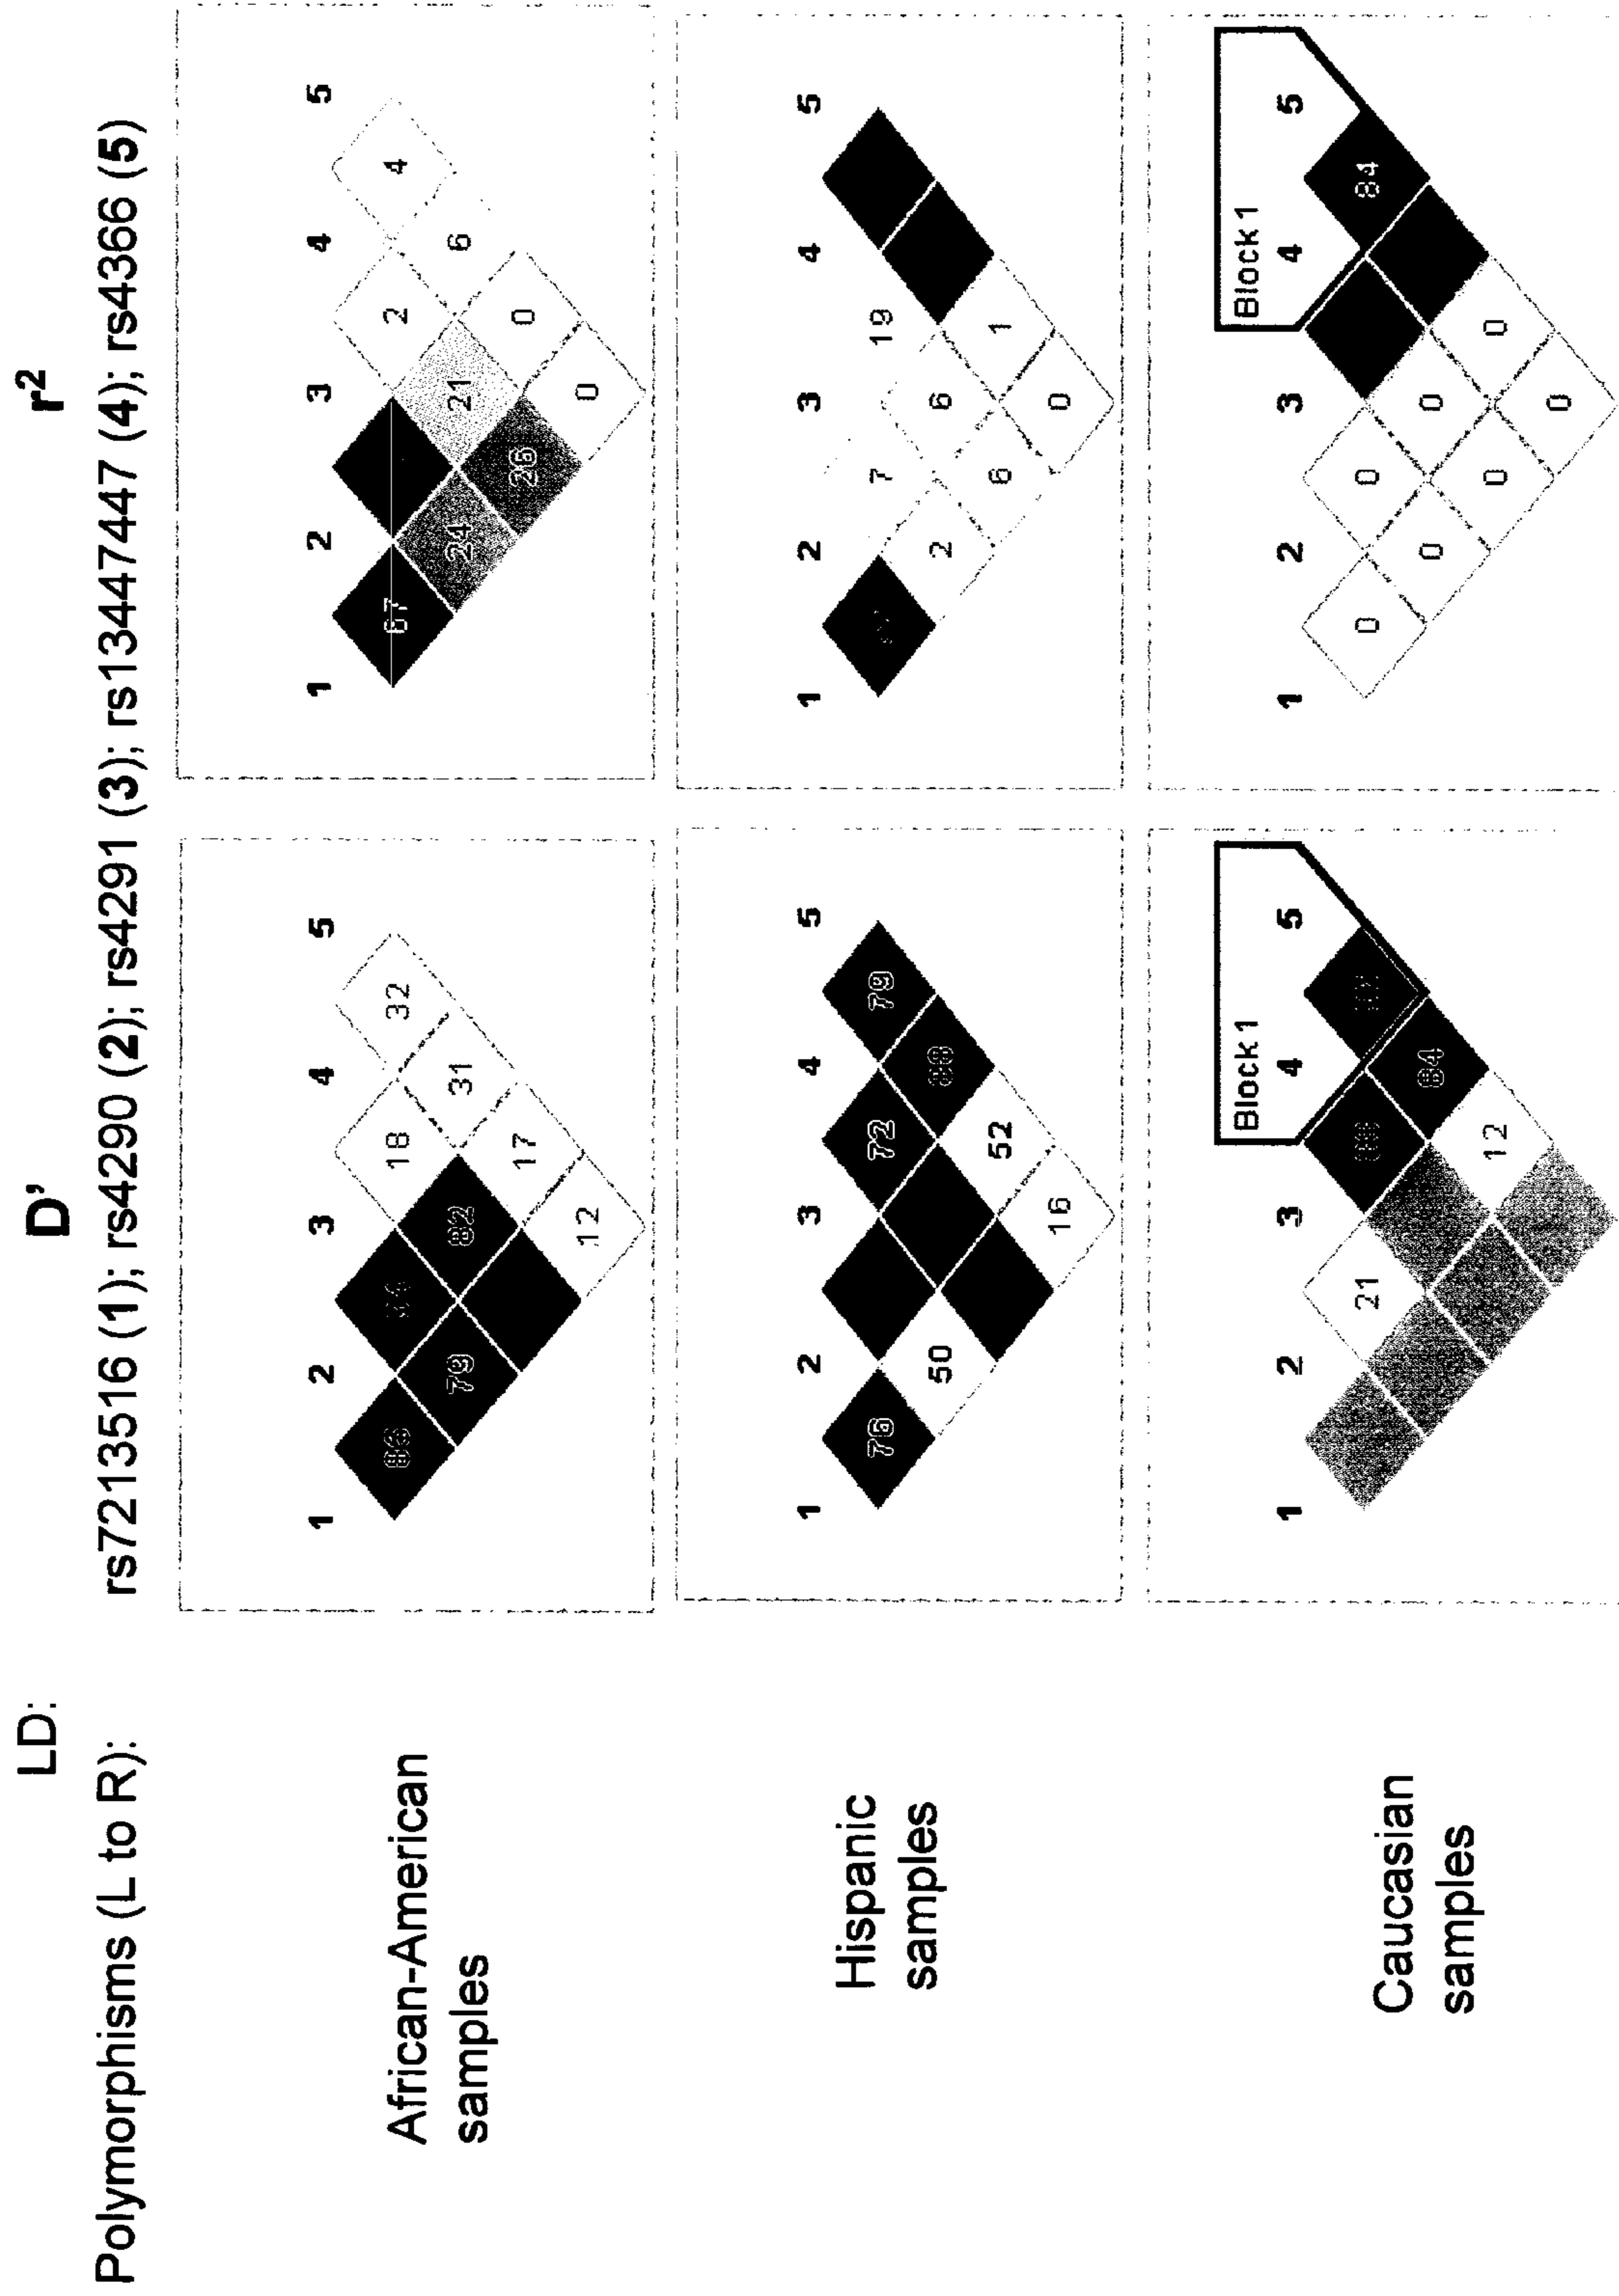 LD: D' r²
Polymorphisms (L to R): rs7213516 (1); rs4290 (2); rs4291 (3); rs13447447 (4); rs4366 (5)
African-American
samples
1 2 3 4 5
18 32
79 82 31
17
12
1 2 3 4 5
67 2 4
24 21 6
26 0
0
Hispanic
samples
1 2 3 4 5
76 72 79
50
52
16
1 2 3 4 5
7 19
2 6
6 1
0
Caucasian
samples
Block 1
1 2 3 4 5
21
84
12
Block 1
1 2 3 4 5
0 0 84
0 0
0 0
0